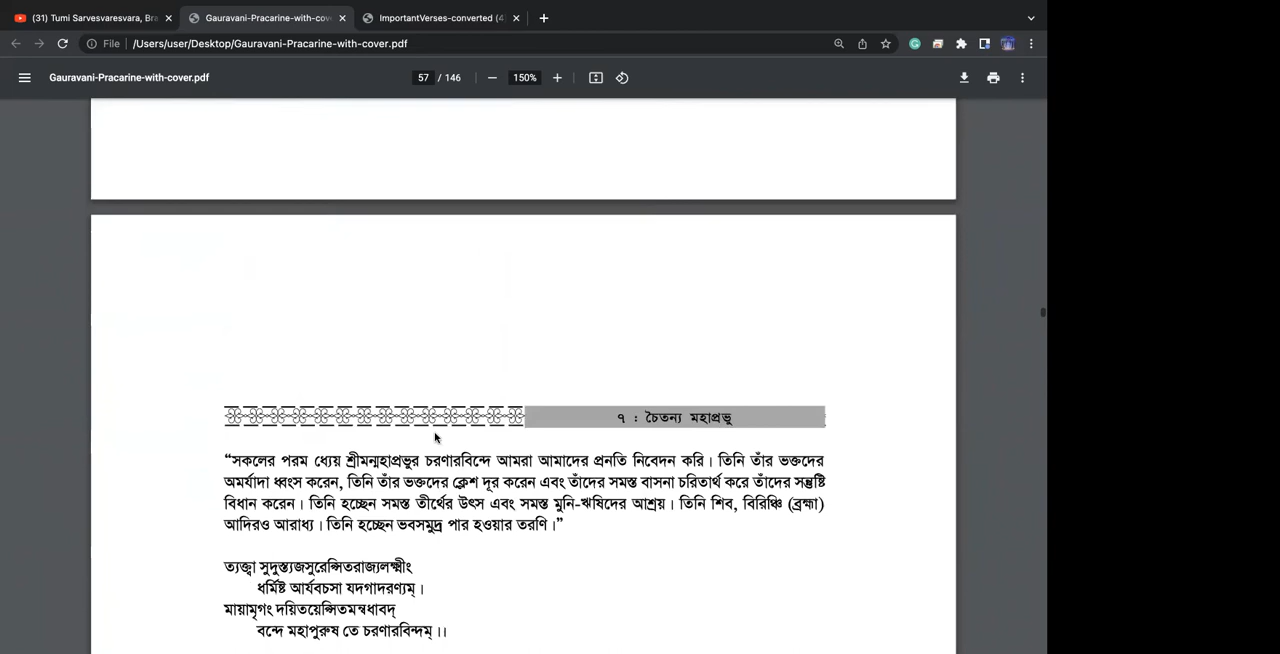 (31) Tumi Sarvesvaresvara, Bra
Gauravani-Pracarine-with-cove
ImportantVerses-converted (4)
File
/Users/user/Desktop/Gauravani-Pracarine-with-cover.pdf
Gauravani-Pracarine-with-cover.pdf
57 / 146
150%
৭ : চৈতন্য মহাপ্রভু
“সকলের পরম ধ্যেয় শ্রীমন্মহাপ্রভুর চরণারবিন্দে আমরা আমাদের প্রনতি নিবেদন করি। তিনি তাঁর ভক্তদের
অমর্যাদা ধ্বংস করেন, তিনি তাঁর ভক্তদের ক্লেশ দূর করেন এবং তাঁদের সমস্ত বাসনা চরিতার্থ করে তাঁদের সন্তুষ্টি
বিধান করেন। তিনি হচ্ছেন সমস্ত তীর্থের উৎস এবং সমস্ত মুনি-ঋষিদের আশ্রয়। তিনি শিব, বিরিঞ্চি (ব্রহ্মা)
আদিরও আরাধ্য। তিনি হচ্ছেন ভবসমুদ্র পার হওয়ার তরণি।”
ত্যক্ত্বা সুদুস্ত্যজসুরেপ্সিতরাজ্যলক্ষ্মীং
ধর্মিষ্ট আর্যবচসা যদগাদরণ্যম্।
মায়ামৃগং দয়িতয়েপ্সিতমন্বধাবদ্
বন্দে মহাপুরুষ তে চরণারবিন্দম্।।